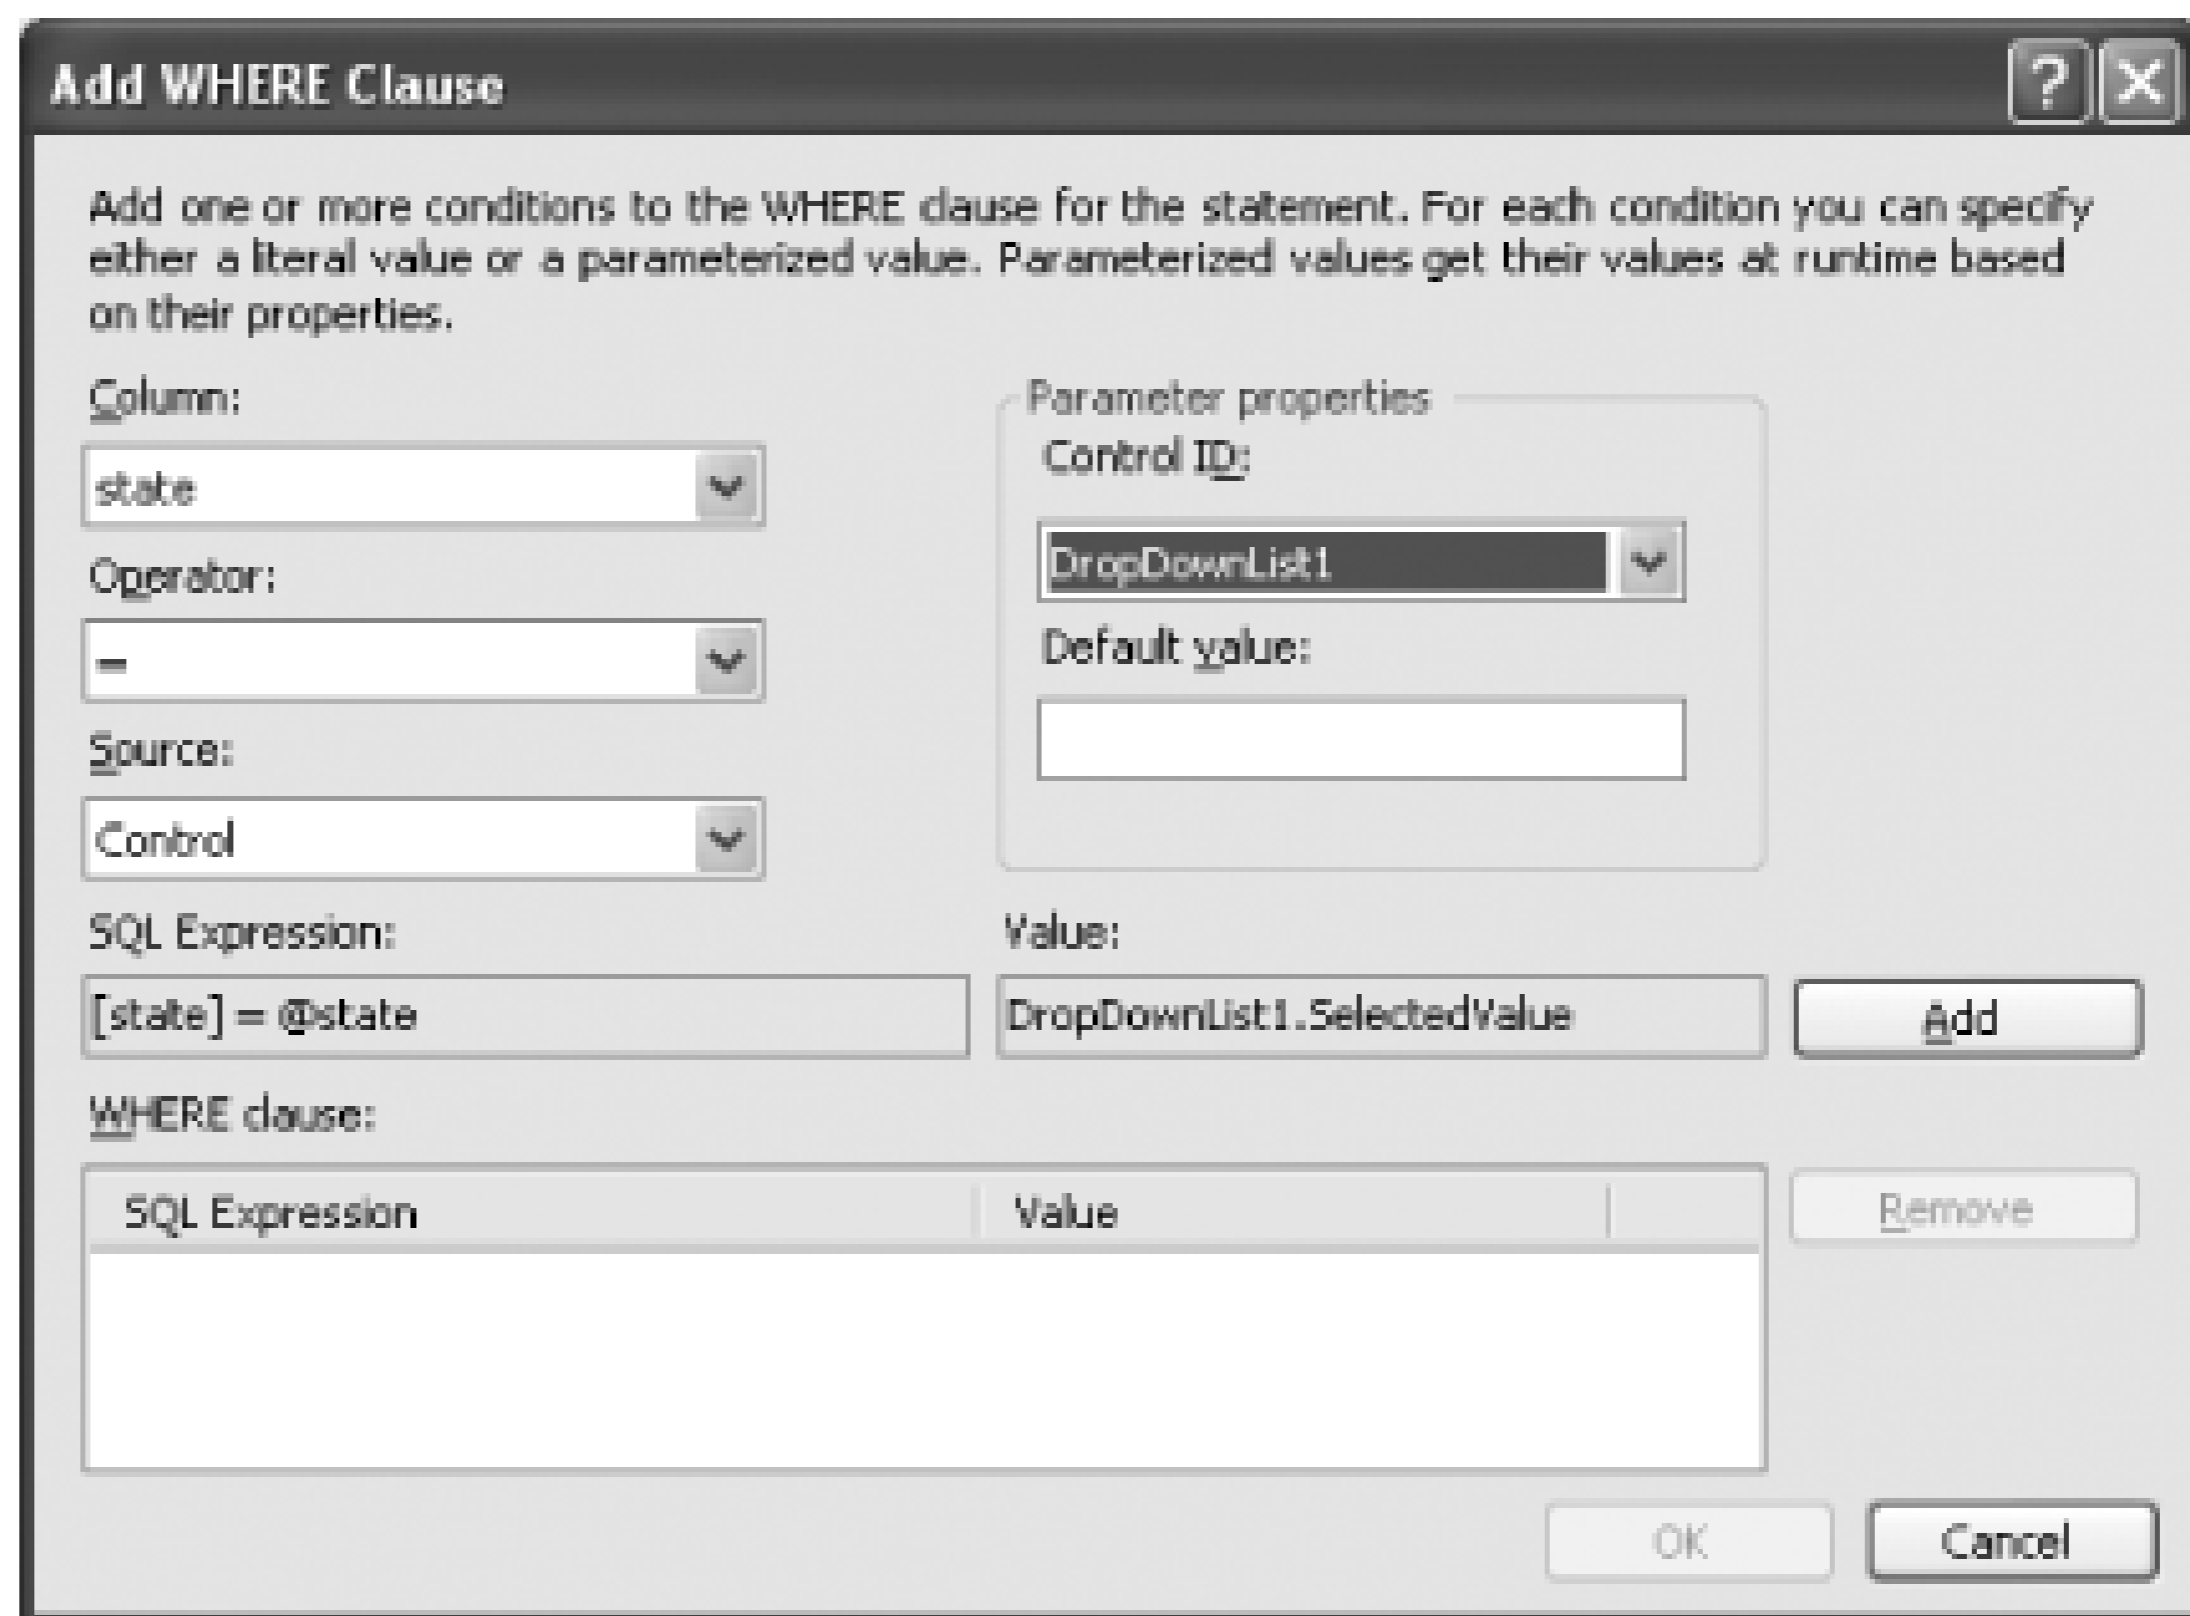 Add WHERE Clause
Add one or more conditions to the WHERE clause for the statement. For each condition you can specify
either a literal value or a parameterized value. Parameterized values get their values at runtime based
on their properties.
Column:
state
Operator:
=
Source:
Control
Parameter properties
Control ID:
DropDownList1
Default value:
SQL Expression:
[state] = @state
Value:
DropDownList1.SelectedValue
Add
WHERE clause:
SQL Expression Value
Remove
OK Cancel